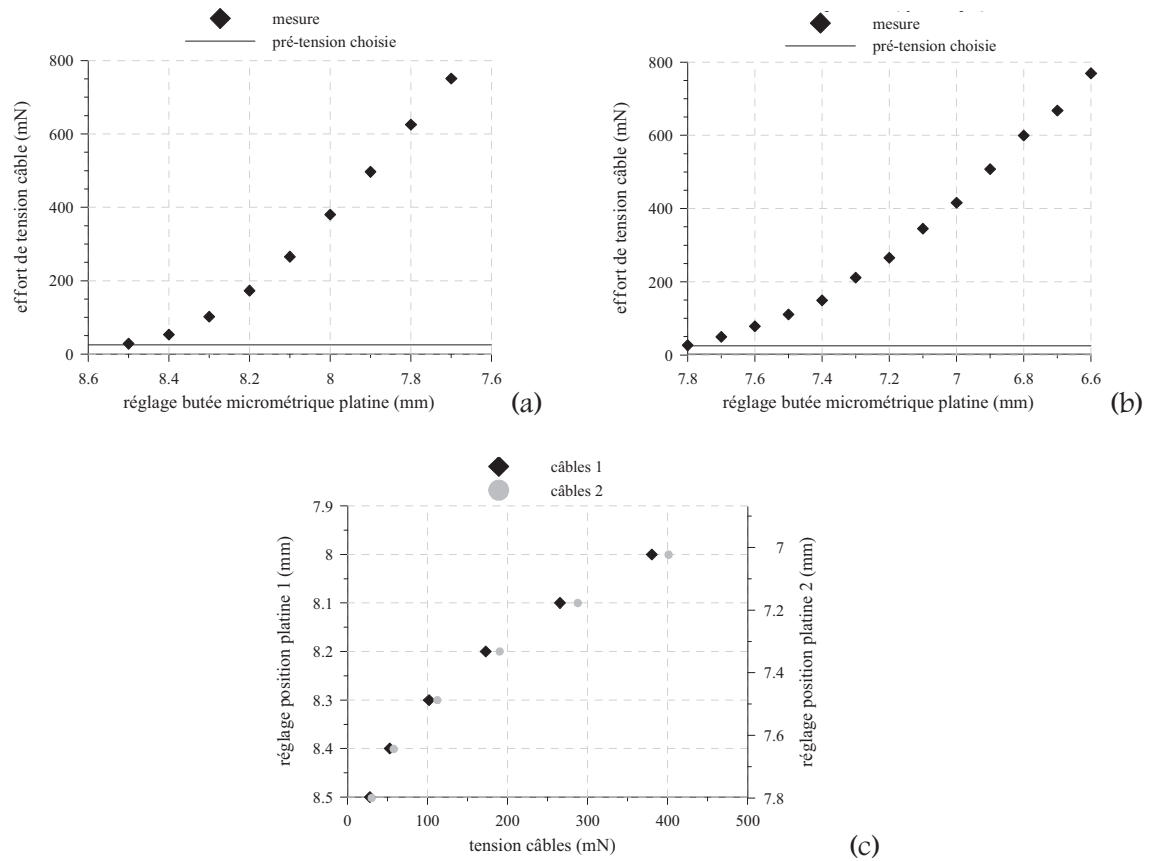 mesure
pré-tension choisie
800
600
400
200
0
8.6
8.4
8.2
8
7.8
7.6
effort de tension câble (mN)
réglage butée micrométrique platine (mm)
(a)
mesure
pré-tension choisie
800
600
400
200
0
7.8
7.6
7.4
7.2
7
6.8
6.6
effort de tension câble (mN)
réglage butée micrométrique platine (mm)
(b)
câbles 1
câbles 2
7.9
8
8.1
8.2
8.3
8.4
8.5
réglage position platine 1 (mm)
7
7.2
7.4
7.6
7.8
réglage position platine 2 (mm)
0
100
200
300
400
500
tension câbles (mN)
(c)